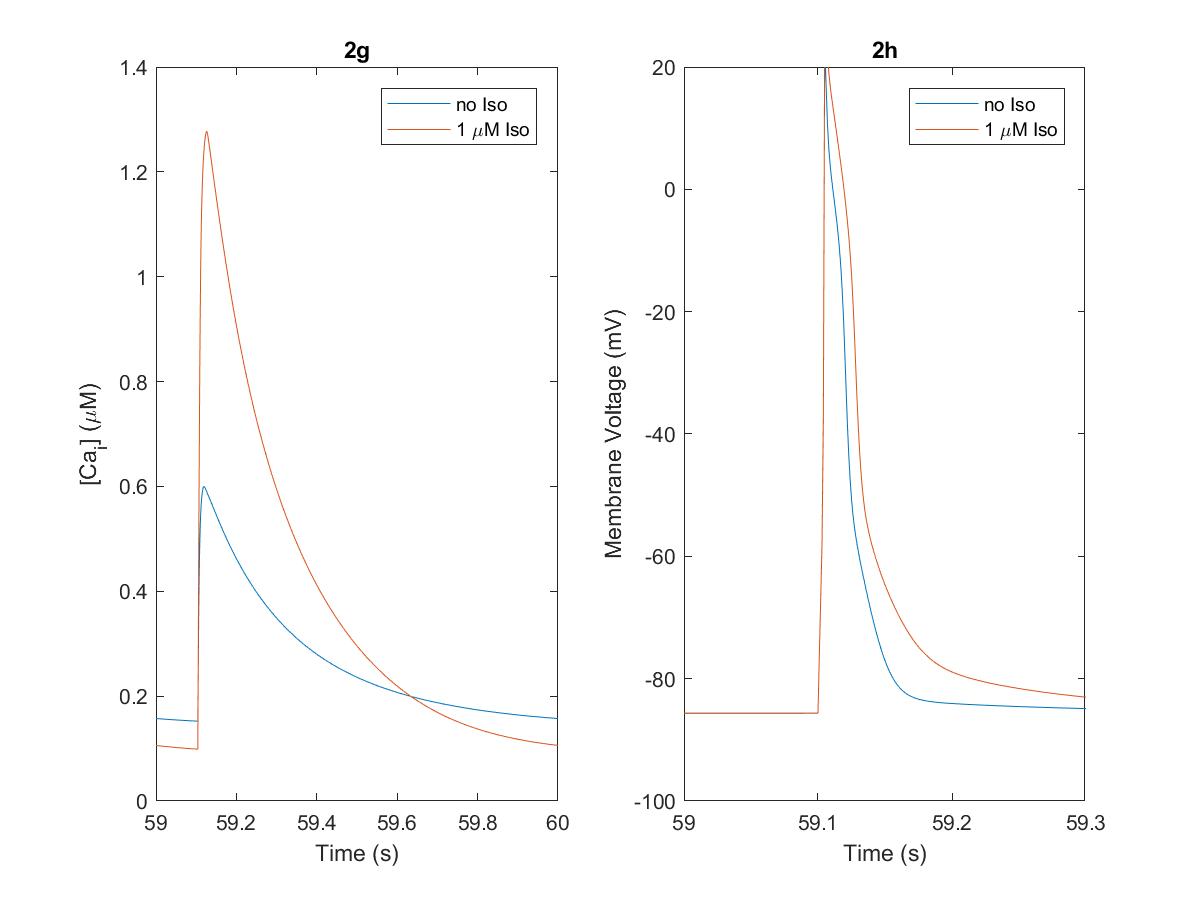 2g
1.4
1.2
1
0.8
0.6
0.4
0.2
0
[Cai] (μM)
no Iso
1 μM Iso
59
59.2
59.4
59.6
59.8
60
Time (s)
2h
20
0
-20
-40
-60
-80
-100
Membrane Voltage (mV)
no Iso
1 μM Iso
59
59.1
59.2
59.3
Time (s)